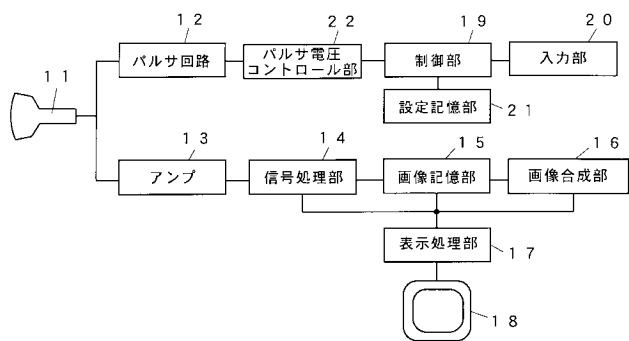 １２
２２
１９
２０
パルサ回路
パルサ電圧
コントロール部
制御部
入力部
１１
設定記憶部
２１
１３
１４
１５
１６
アンプ
信号処理部
画像記憶部
画像合成部
表示処理部
１７
１８